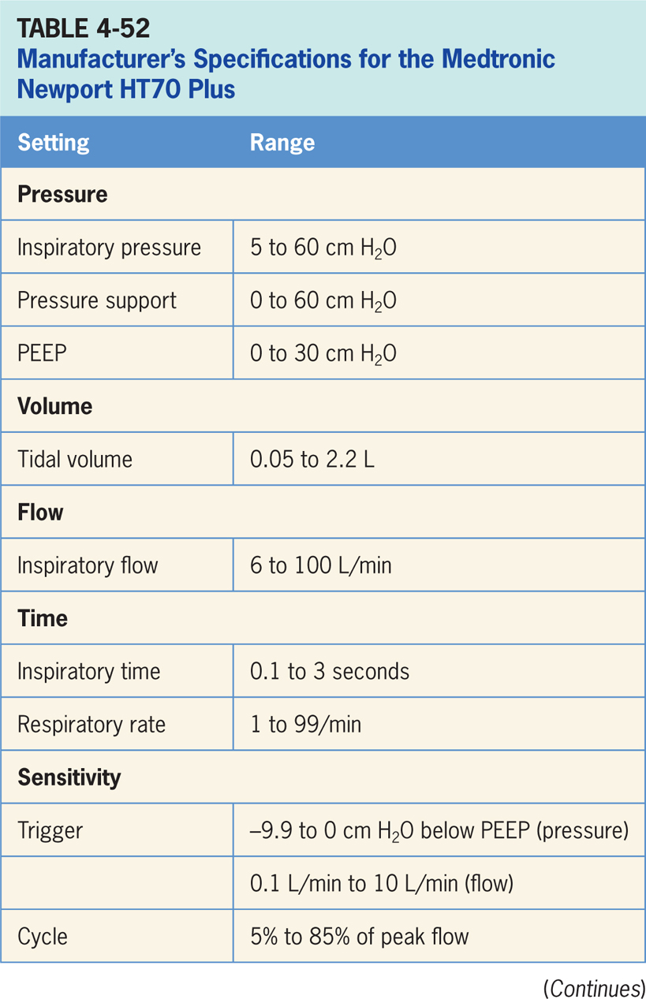 TABLE 4-52
Manufacturer’s Specifications for the Medtronic
Newport HT70 Plus
Setting Range
Pressure
Inspiratory pressure 5 to 60 cm H₂O
Pressure support 0 to 60 cm H₂O
PEEP 0 to 30 cm H₂O
Volume
Tidal volume 0.05 to 2.2 L
Flow
Inspiratory flow 6 to 100 L/min
Time
Inspiratory time 0.1 to 3 seconds
Respiratory rate 1 to 99/min
Sensitivity
Trigger –9.9 to 0 cm H₂O below PEEP (pressure)
0.1 L/min to 10 L/min (flow)
Cycle 5% to 85% of peak flow
(Continues)